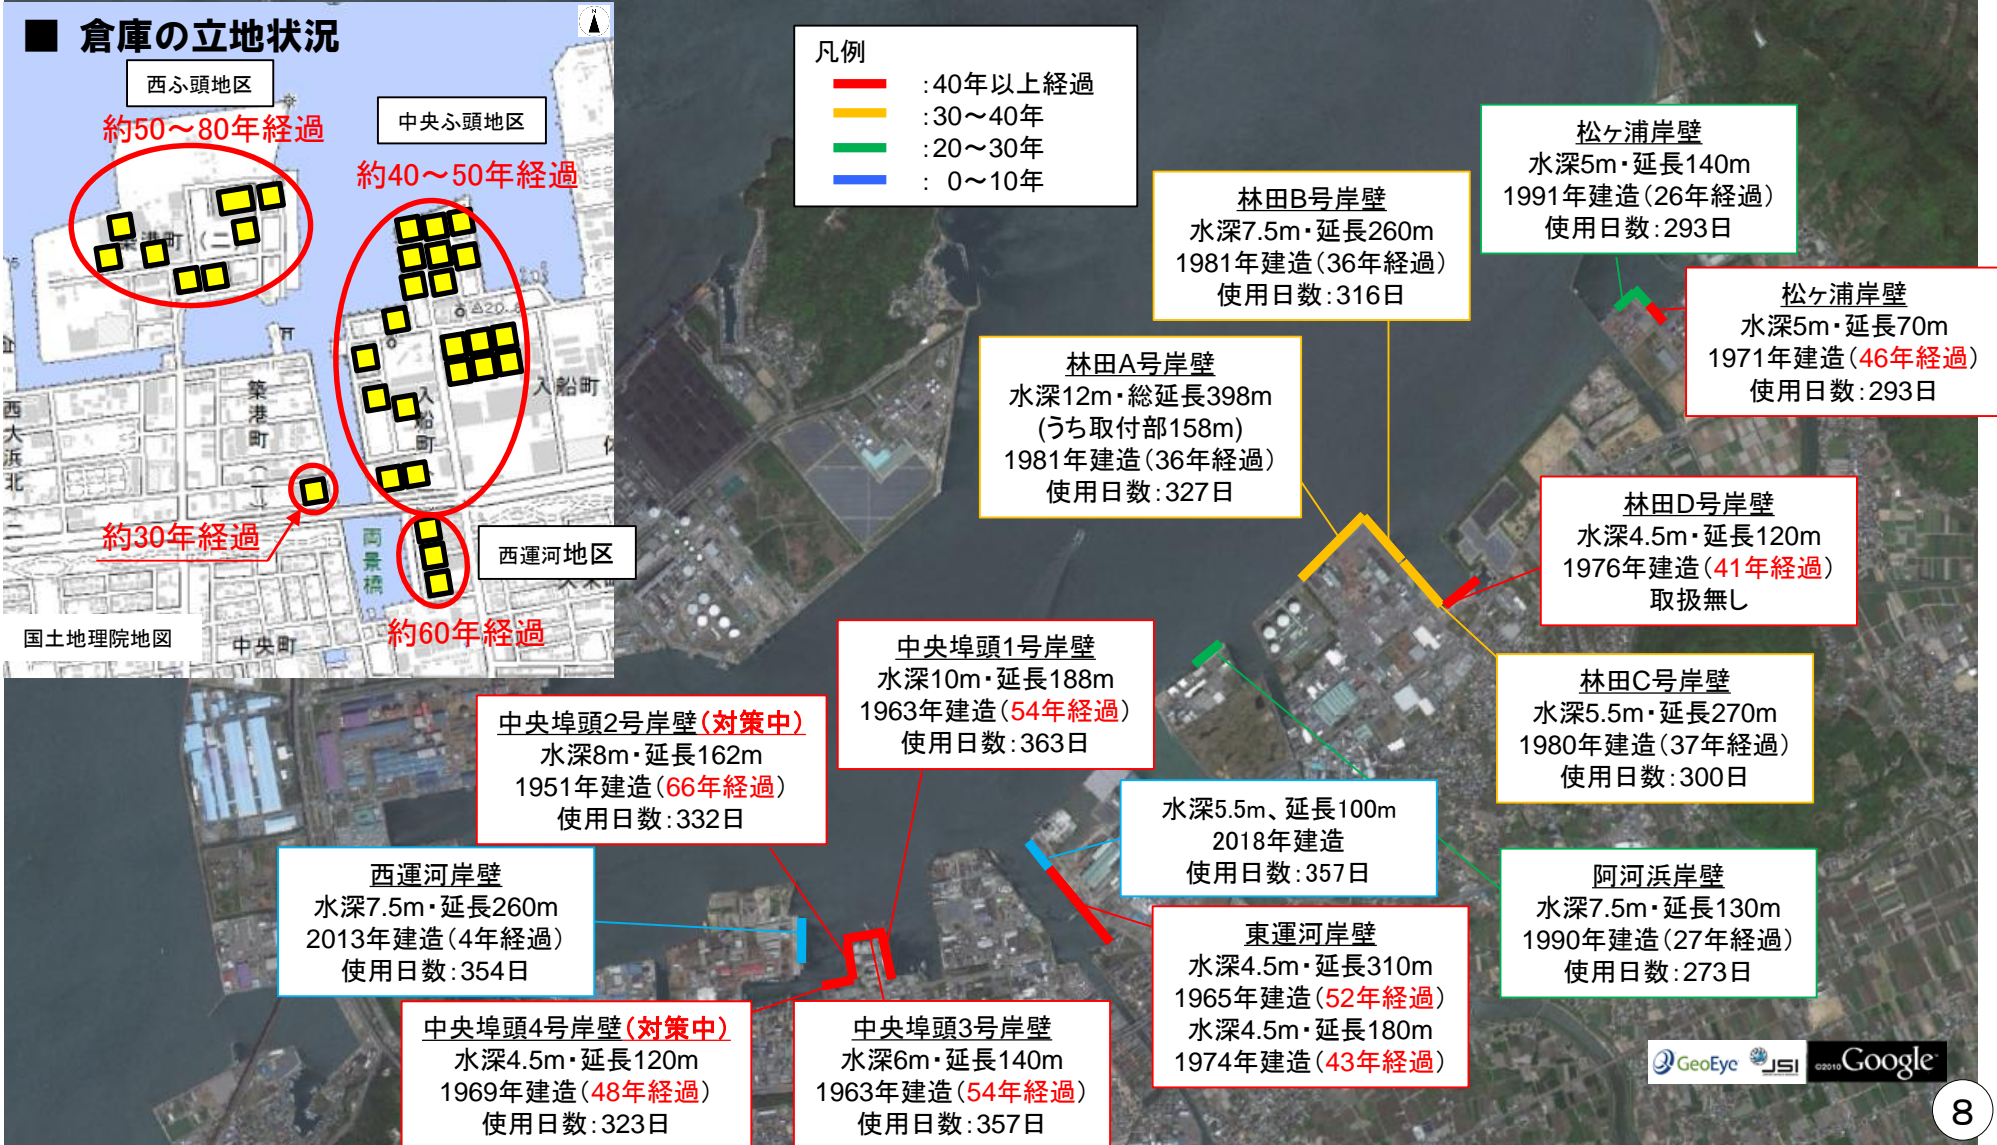 ■ 倉庫の立地状況
N
西ふ頭地区
約50～80年経過
中央ふ頭地区
約40～50年経過
築港町(二)
△20.8
入船町
築港町(一)
入船町
西大浜北
約30年経過
両景橋
西運河地区
約60年経過
国土地理院地図
中央町
凡例
:40年以上経過
:30～40年
:20～30年
: 0～10年
松ヶ浦岸壁
水深5m・延長140m
1991年建造(26年経過)
使用日数:293日
林田B号岸壁
水深7.5m・延長260m
1981年建造(36年経過)
使用日数:316日
松ヶ浦岸壁
水深5m・延長70m
1971年建造(46年経過)
使用日数:293日
林田A号岸壁
水深12m・総延長398m
(うち取付部158m)
1981年建造(36年経過)
使用日数:327日
林田D号岸壁
水深4.5m・延長120m
1976年建造(41年経過)
取扱無し
中央埠頭1号岸壁
水深10m・延長188m
1963年建造(54年経過)
使用日数:363日
林田C号岸壁
水深5.5m・延長270m
1980年建造(37年経過)
使用日数:300日
中央埠頭2号岸壁(対策中)
水深8m・延長162m
1951年建造(66年経過)
使用日数:332日
水深5.5m、延長100m
2018年建造
使用日数:357日
西運河岸壁
水深7.5m・延長260m
2013年建造(4年経過)
使用日数:354日
阿河浜岸壁
水深7.5m・延長130m
1990年建造(27年経過)
使用日数:273日
東運河岸壁
水深4.5m・延長310m
1965年建造(52年経過)
水深4.5m・延長180m
1974年建造(43年経過)
中央埠頭4号岸壁(対策中)
水深4.5m・延長120m
1969年建造(48年経過)
使用日数:323日
中央埠頭3号岸壁
水深6m・延長140m
1963年建造(54年経過)
使用日数:357日
GeoEye JSI ©2010 Google
8